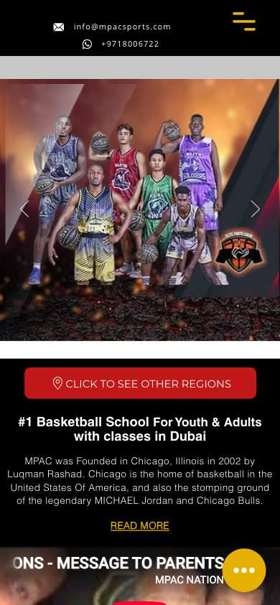 info@mpacsports.com
+9718006722
CLICK TO SEE OTHER REGIONS
#1 Basketball School For Youth & Adults
with classes in Dubai
MPAC was Founded in Chicago, Illinois in 2002 by
Luqman Rashad. Chicago is the home of basketball in the
United States Of America, and also the stomping ground
of the legendary MICHAEL Jordan and Chicago Bulls.
READ MORE
ONS - MESSAGE TO PARENTS
MPAC NATION